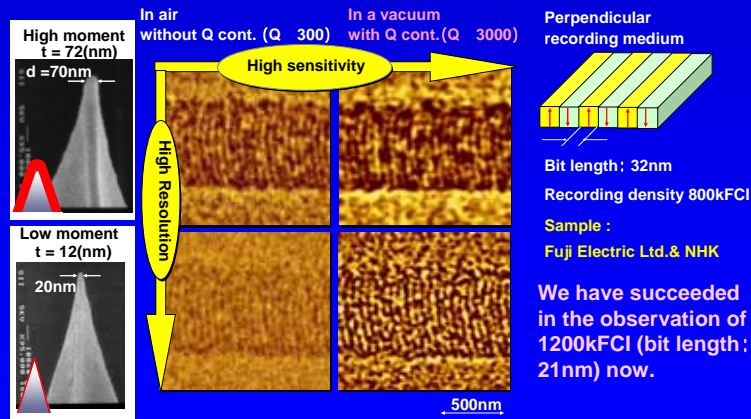 High moment
t = 72(nm)
d =70nm
Low moment
t = 12(nm)
20nm
In air
without Q cont. (Q 300)
In a vacuum
with Q cont.(Q 3000)
High sensitivity
High Resolution
500nm
Perpendicular
recording medium
Bit length: 32nm
Recording density 800kFCI
Sample :
Fuji Electric Ltd.& NHK
We have succeeded
in the observation of
1200kFCI (bit length:
21nm) now.